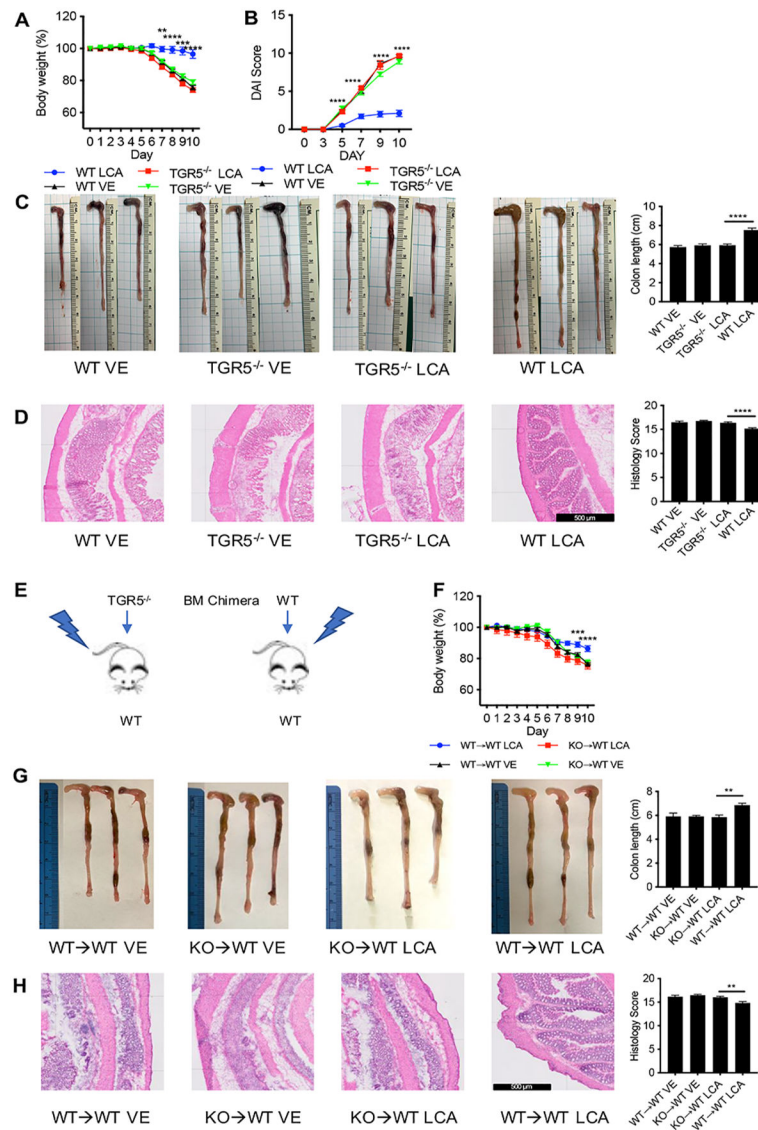 A
B
Body weight (%)
100
80
60
**
****
***
****
0 1 2 3 4 5 6 7 8 9 10
Day
DAI Score
15
10
5
0
****
****
****
****
0 3 5 7 9 10
DAY
WT LCA
TGR5-/- LCA
WT LCA
TGR5-/- LCA
WT VE
TGR5-/- VE
WT VE
TGR5-/- VE
C
WT VE
TGR5-/- VE
TGR5-/- LCA
WT LCA
Colon length (cm)
10
8
6
4
2
0
****
WT VE
TGR5-/- VE
TGR5-/- LCA
WT LCA
D
500 µm
WT VE
TGR5-/- VE
TGR5-/- LCA
WT LCA
Histology Score
20
15
10
5
0
****
WT VE
TGR5-/- VE
TGR5-/- LCA
WT LCA
E
TGR5-/-
BM Chimera
WT
WT
WT
F
Body weight (%)
120
100
80
60
***
****
0 1 2 3 4 5 6 7 8 9 10
Day
WT→WT LCA
KO→WT LCA
WT→WT VE
KO→WT VE
G
WT→WT VE
KO→WT VE
KO→WT LCA
WT→WT LCA
Colon length (cm)
10
8
6
4
2
0
**
WT→WT VE
KO→WT VE
KO→WT LCA
WT→WT LCA
H
500 µm
WT→WT VE
KO→WT VE
KO→WT LCA
WT→WT LCA
Histology Score
20
15
10
5
0
**
WT→WT VE
KO→WT VE
KO→WT LCA
WT→WT LCA